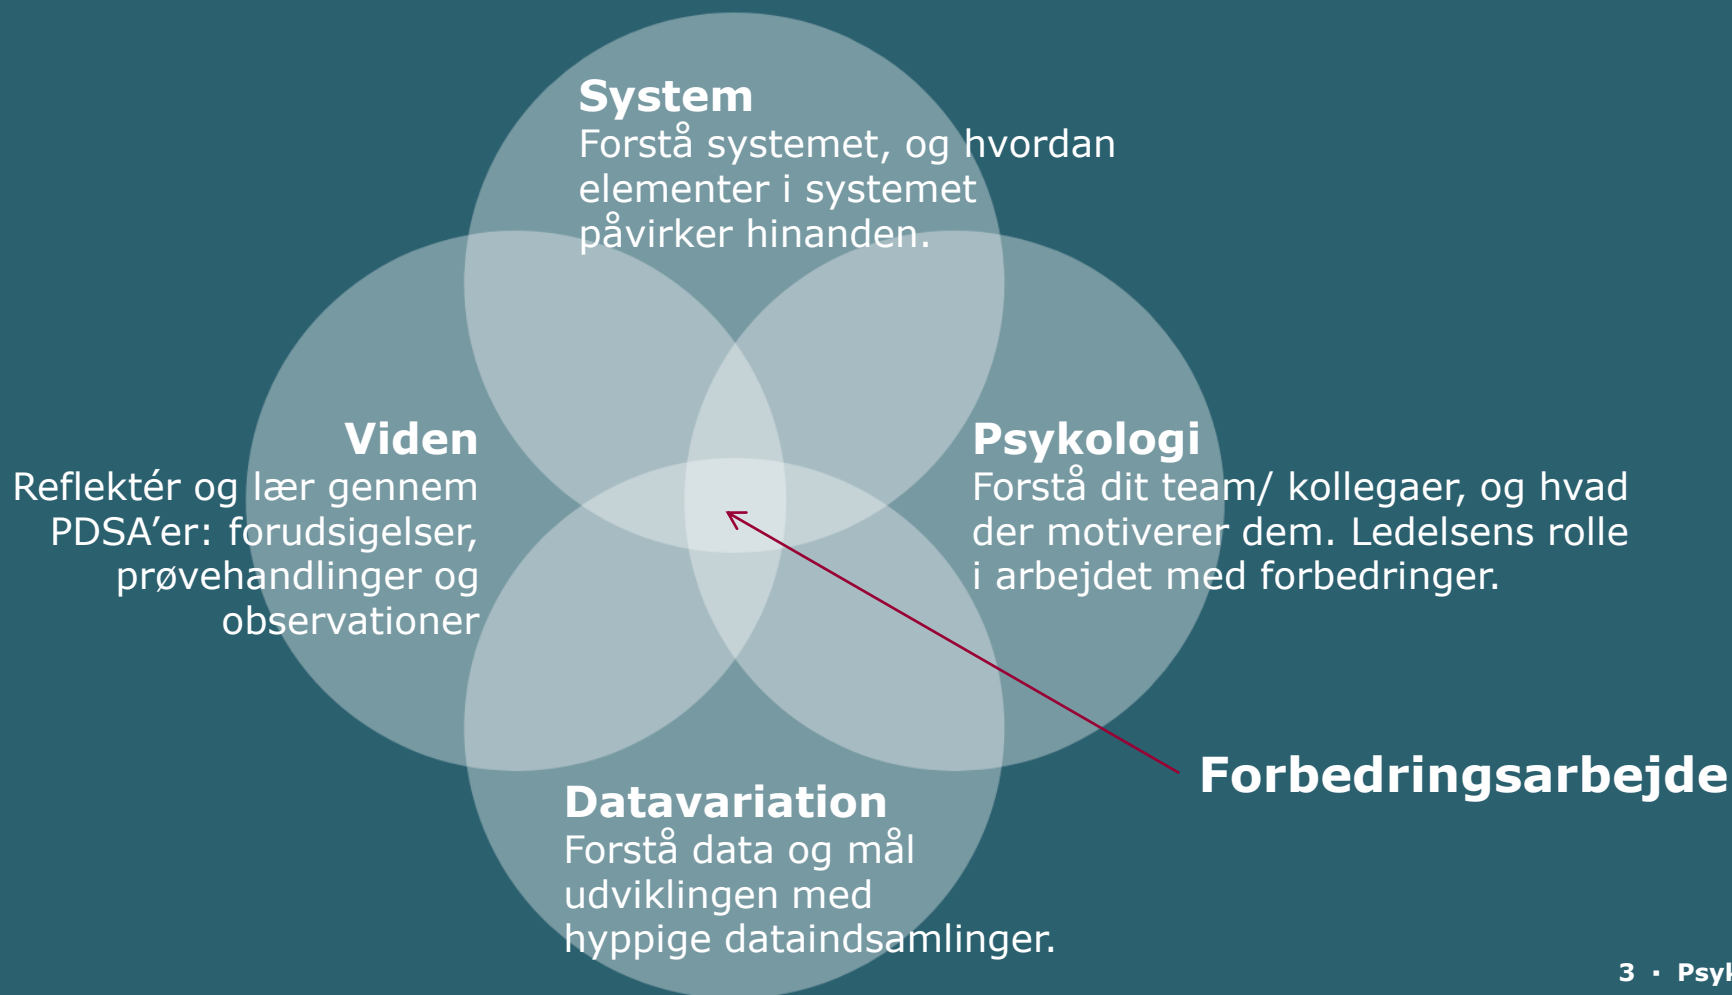 System
Forstå systemet, og hvordan
elementer i systemet
påvirker hinanden.
Viden
Reflektér og lær gennem
PDSA’er: forudsigelser,
prøvehandlinger og
observationer
Psykologi
Forstå dit team/ kollegaer, og hvad
der motiverer dem. Ledelsens rolle
i arbejdet med forbedringer.
Forbedringsarbejde
Datavariation
Forstå data og mål
udviklingen med
hyppige dataindsamlinger.
3 ·